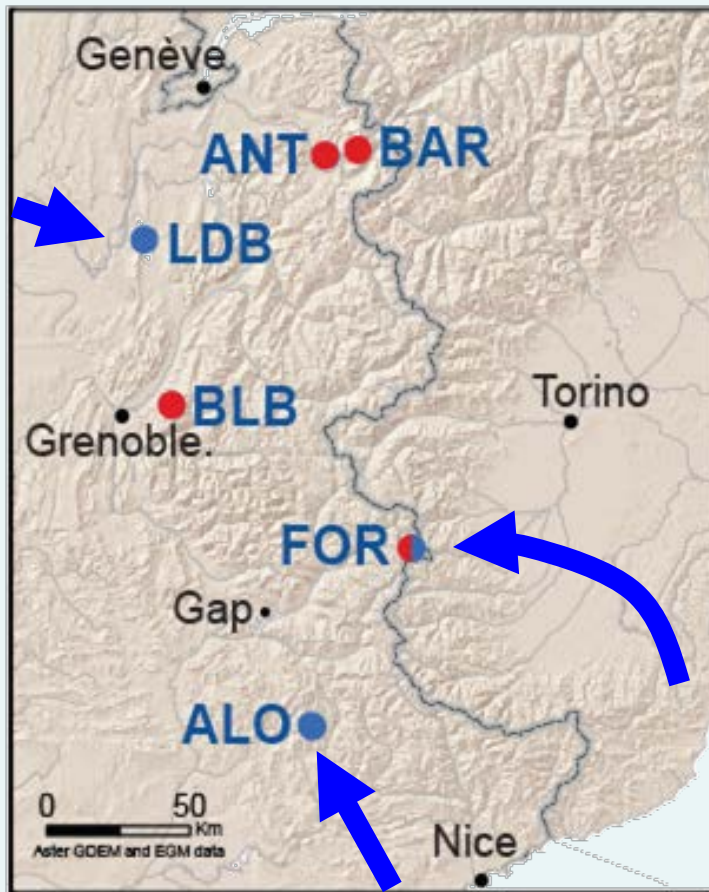 Genève
ANT BAR
LDB
BLB
Torino
Grenoble.
FOR
Gap
ALO
0 50
Km
Aster GDEM and EGM data
Nice